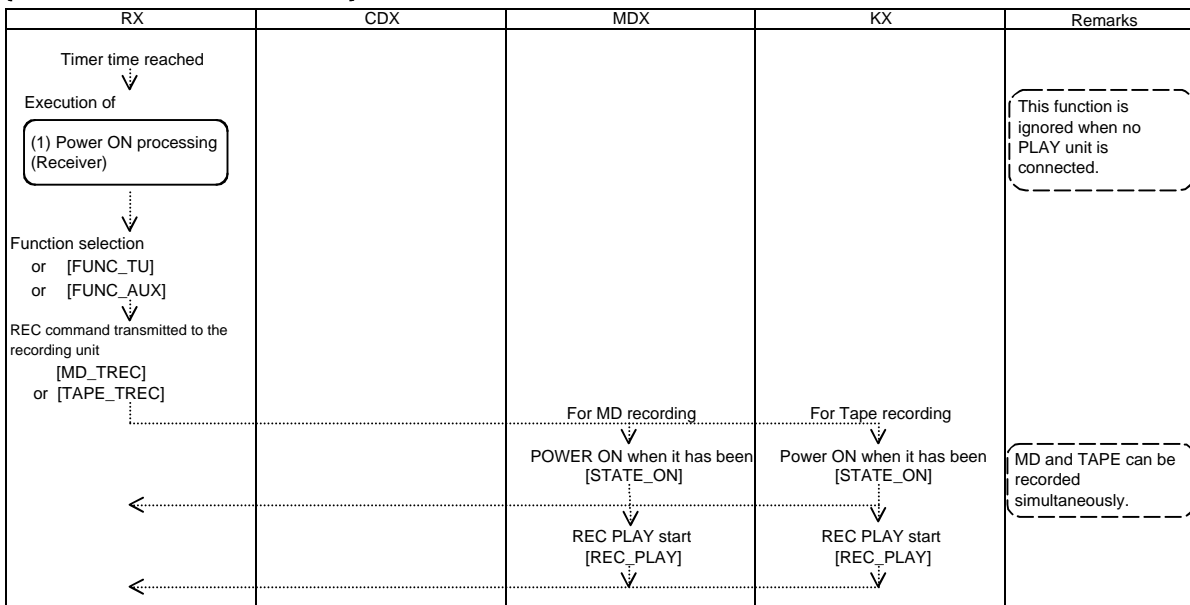 RX CDX MDX KX Remarks
Timer time reached
Execution of
(1) Power ON processing
(Receiver)
This function is
ignored when no
PLAY unit is
connected.
Function selection
or [FUNC_TU]
or [FUNC_AUX]
REC command transmitted to the
recording unit
[MD_TREC]
or [TAPE_TREC]
For MD recording For Tape recording
POWER ON when it has been Power ON when it has been
[STATE_ON] [STATE_ON]
MD and TAPE can be
recorded
simultaneously.
REC PLAY start REC PLAY start
[REC_PLAY] [REC_PLAY]